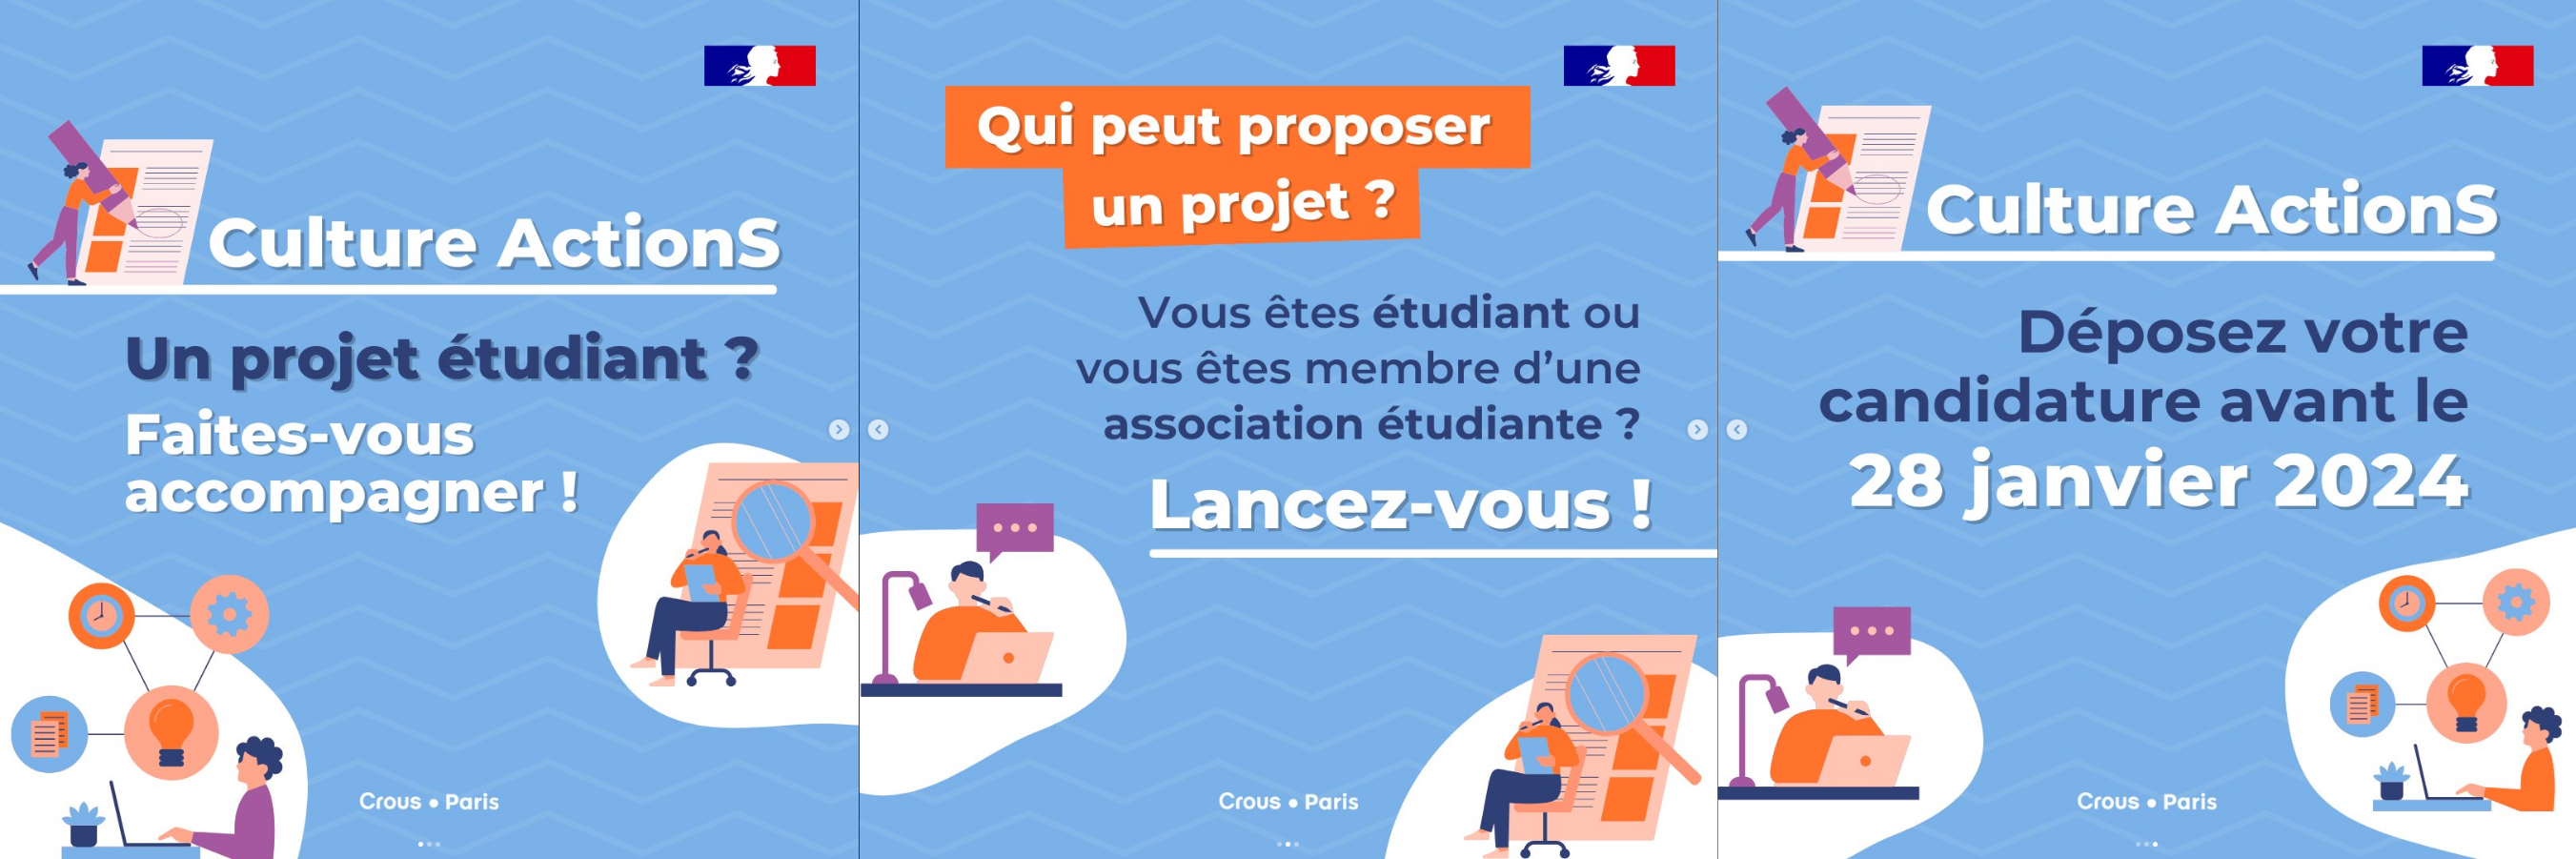 Culture ActionS
Un projet étudiant ?
Faites-vous
accompagner !
Crous • Paris
Qui peut proposer
un projet ?
Vous êtes étudiant ou
vous êtes membre d’une
association étudiante ?
Lancez-vous !
Crous • Paris
Culture ActionS
Déposez votre
candidature avant le
28 janvier 2024
Crous • Paris